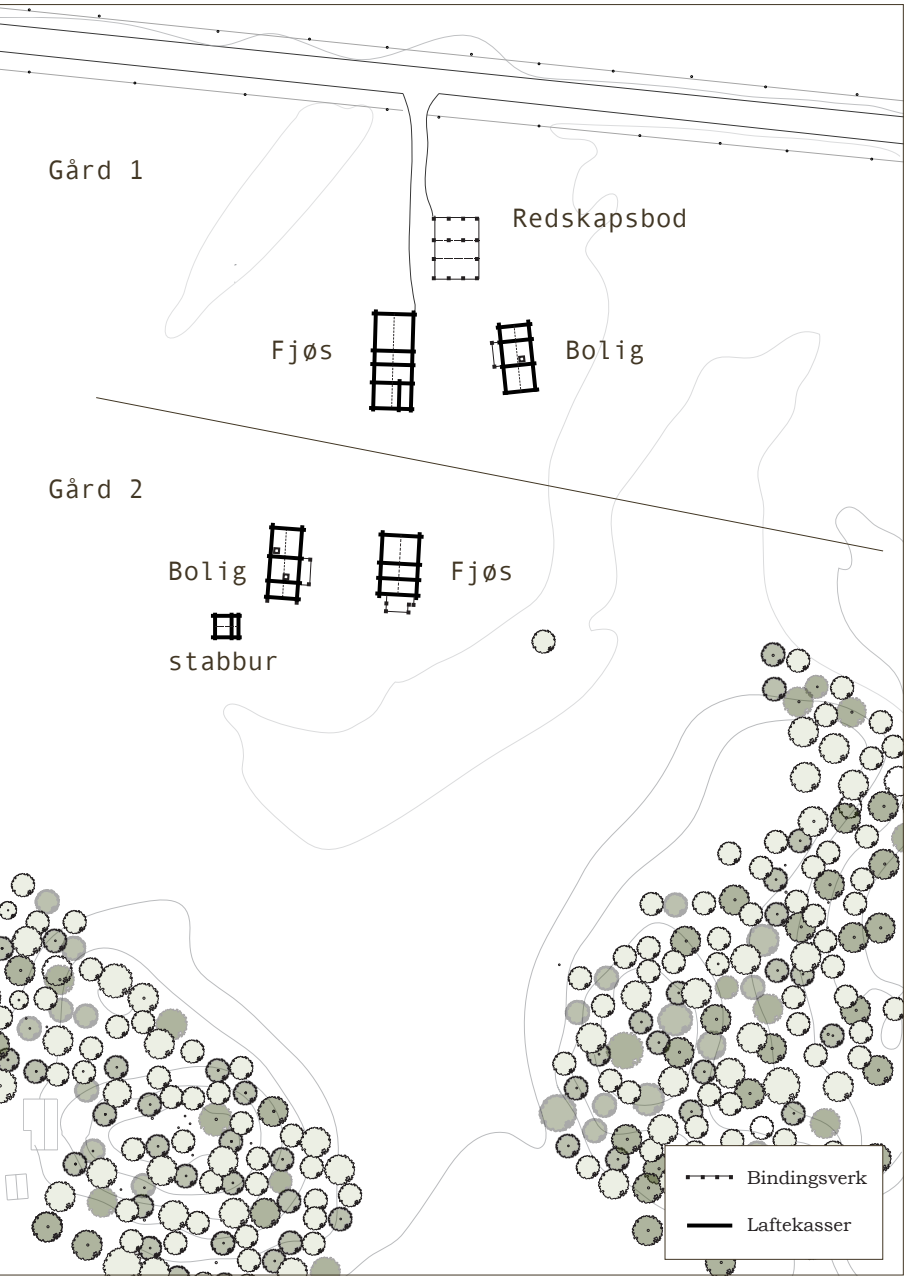 Gård 1
Redskapsbod
Fjøs
Bolig
Gård 2
Bolig
Fjøs
stabbur
Bindingsverk
Laftekasser